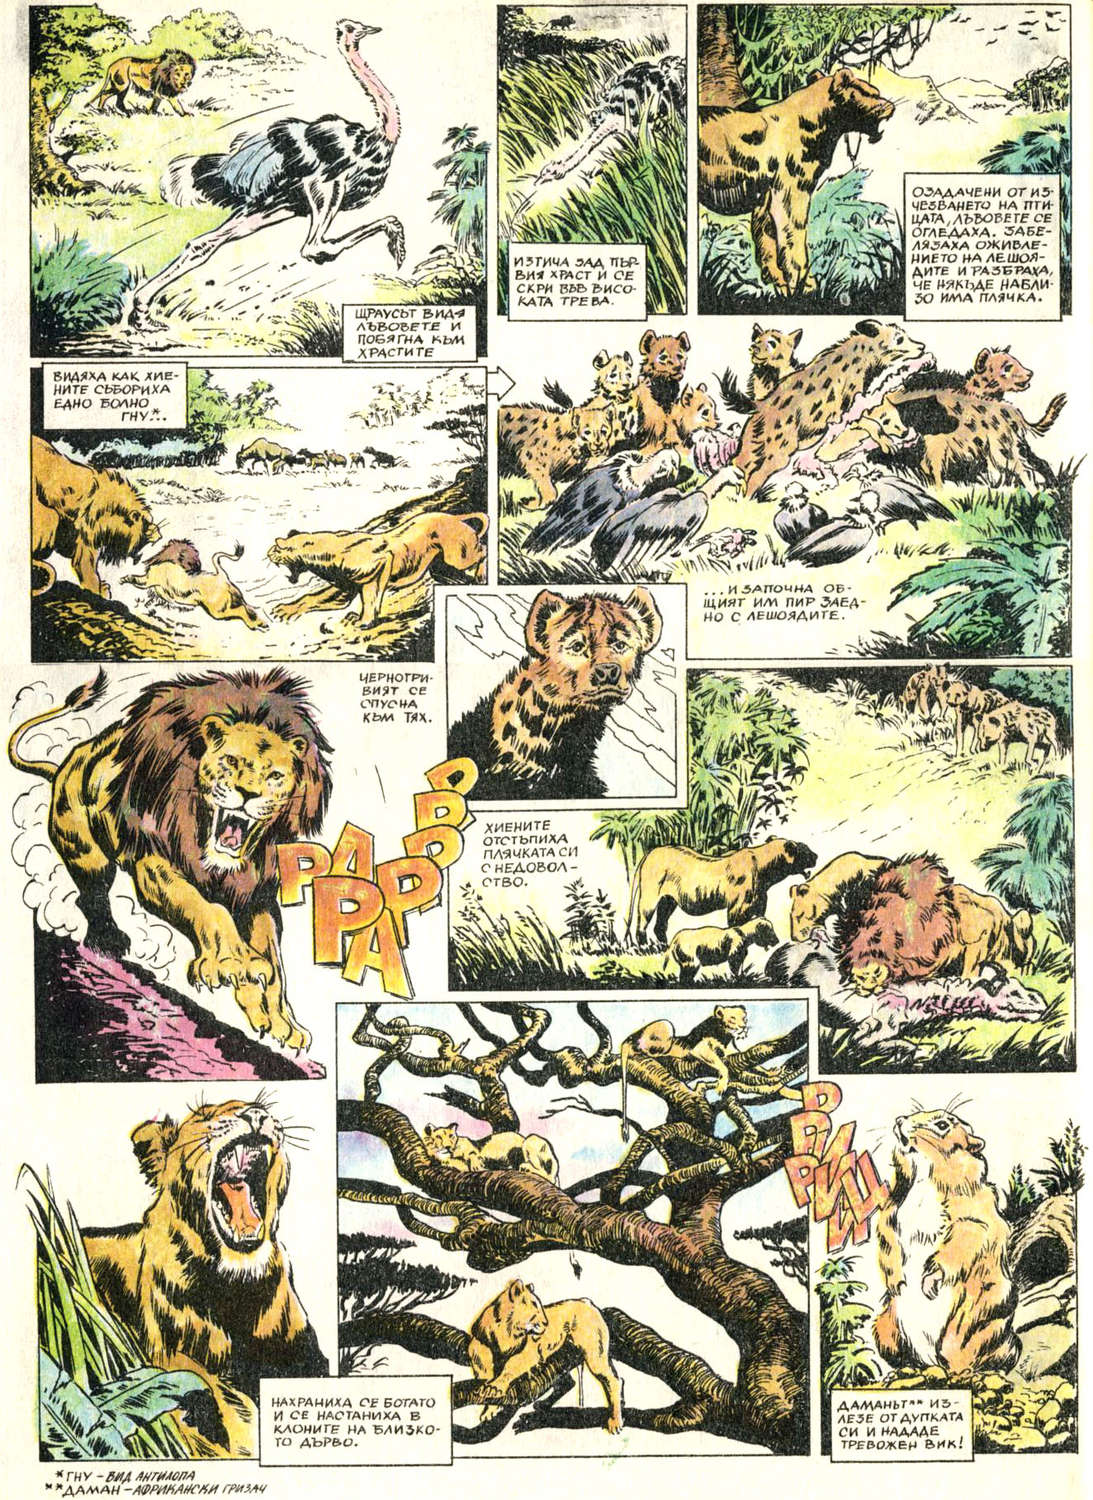 ЩРАУСЪТ ВИДЯ
ЛЪВОВЕТЕ И
ПОБЯГНА КЪМ
ХРАСТИТЕ
ИЗТИЧА ЗАД ПЪР-
ВИЯ ХРАСТ И СЕ
СКРИ ВЪВ ВИСО-
КАТА ТРЕВА.
ОЗАДАЧЕНИ ОТ ИЗ-
ЧЕЗВАНЕТО НА ПТИ-
ЦАТА, ЛЪВОВЕТЕ СЕ
ОГЛЕДАХА. ЗАБЕ-
ЛЯЗАХА ОЖИВЛЕ-
НИЕТО НА ЛЕШОЯ-
ДИТЕ И РАЗБРАХА,
ЧЕ НЯКЪДЕ НАБЛИ-
ЗО ИМА ПЛЯЧКА.
ВИДЯХА КАК ХИЕ-
НИТЕ СЪБОРИХА
ЕДНО БОЛНО
ГНУ*...
...И ЗАПОЧНА ОБ-
ЩИЯТ ИМ ПИР ЗАЕД-
НО С ЛЕШОЯДИТЕ.
ЧЕРНОГРИ-
ВИЯТ СЕ
СПУСНА
КЪМ ТЯХ.
РАРРАРРРР
ХИЕНИТЕ
ОТСТЪПИХА
ПЛЯЧКАТА СИ
С НЕДОВОЛ-
СТВО.
НАХРАНИХА СЕ БОГАТО
И СЕ НАСТАНИХА В
КЛОНИТЕ НА БЛИЗКО-
ТО ДЪРВО.
ДАМАНЪТ** ИЗ-
ЛЕЗЕ ОТ ДУПКАТА
СИ И НАДАДЕ
ТРЕВОЖЕН ВИК!
*ГНУ – ВИД АНТИЛОПА
**ДАМАН – АФРИКАНСКИ ГРИЗАЧ